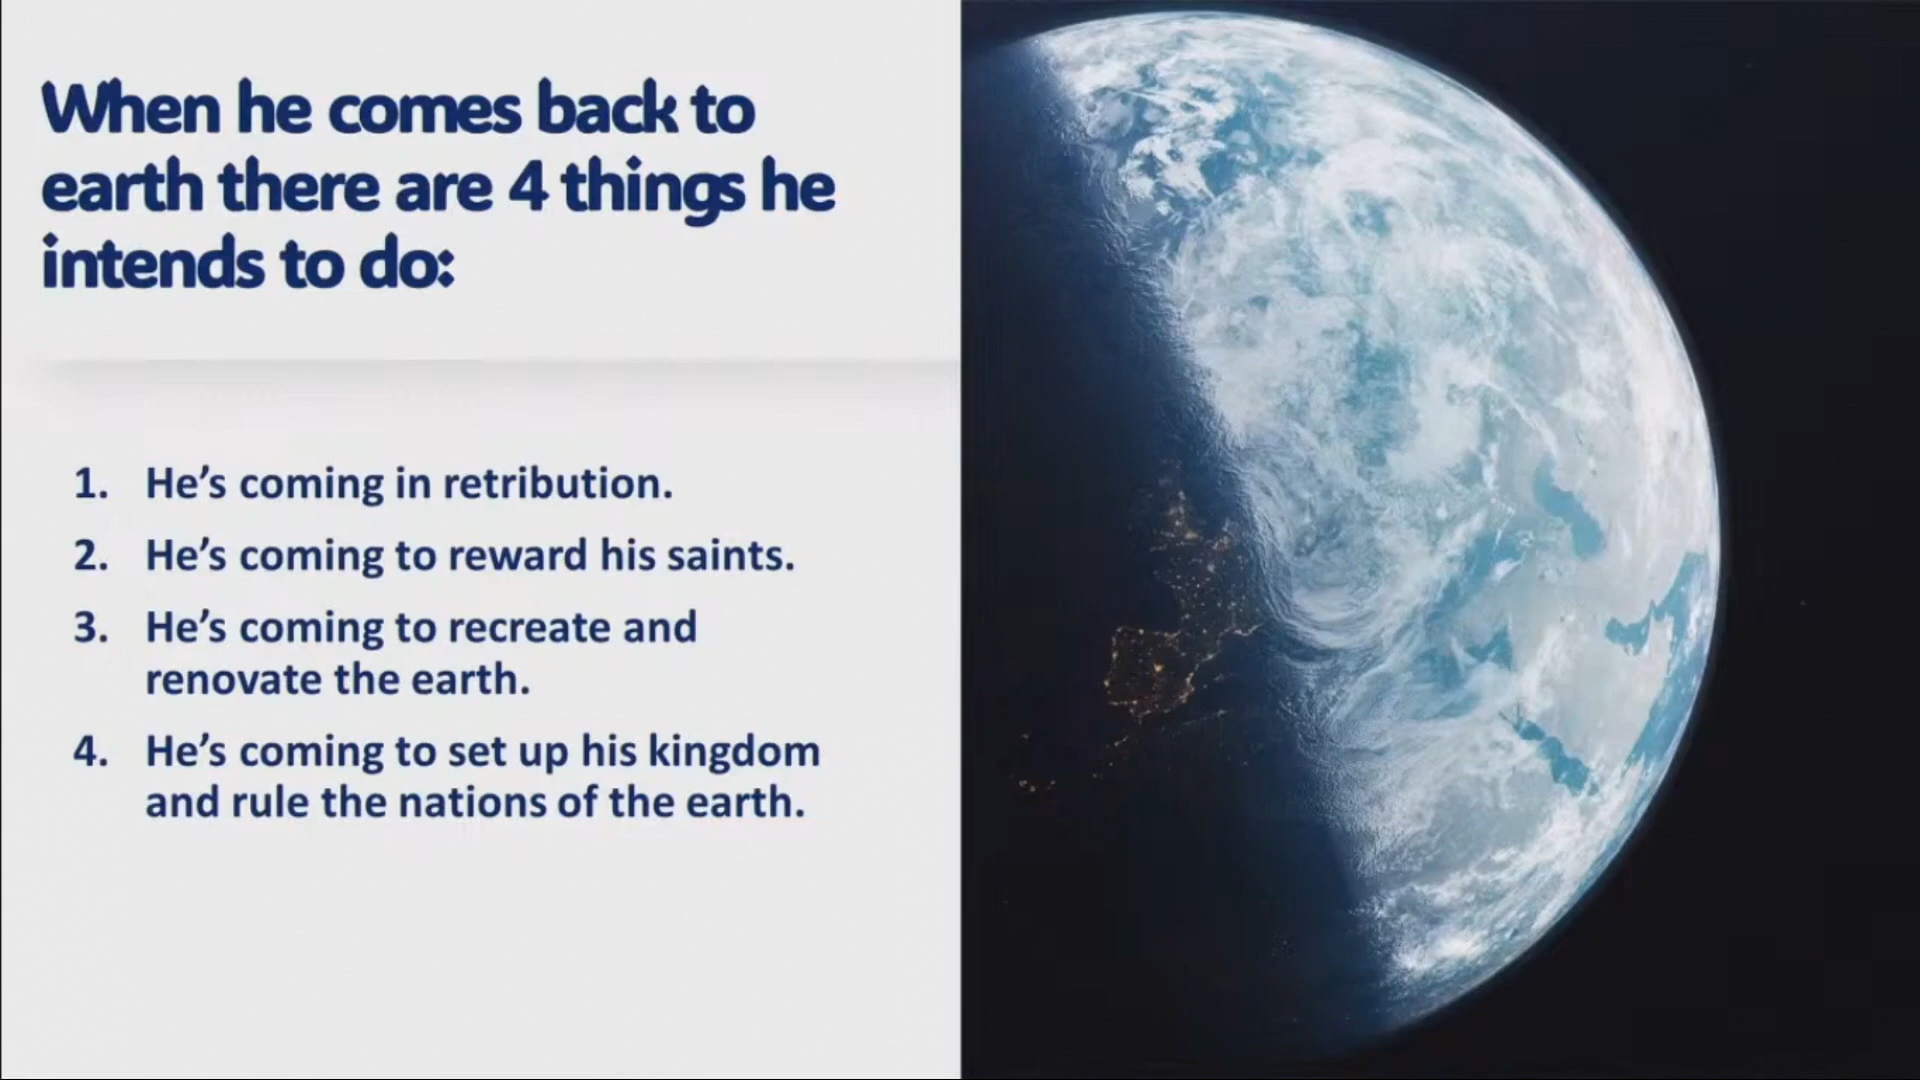 When he comes back to
earth there are 4 things he
intends to do:
1. He’s coming in retribution.
2. He’s coming to reward his saints.
3. He’s coming to recreate and
renovate the earth.
4. He’s coming to set up his kingdom
and rule the nations of the earth.